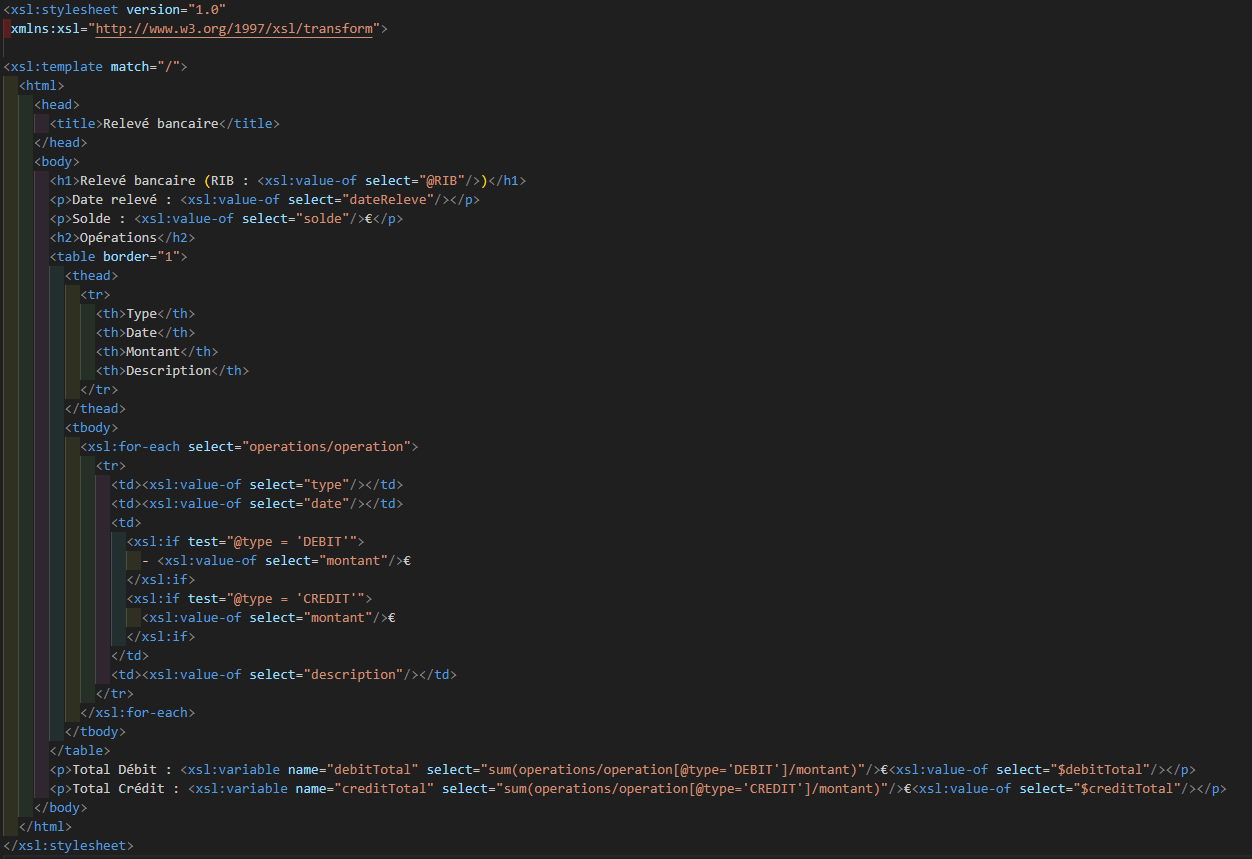 <xsl:stylesheet version="1.0"
xmlns:xsl="http://www.w3.org/1997/xsl/transform">
<xsl:template match="/">
<html>
<head>
<title>Relevé bancaire</title>
</head>
<body>
<h1>Relevé bancaire (RIB : <xsl:value-of select="@RIB"/>)</h1>
<p>Date relevé : <xsl:value-of select="dateReleve"/></p>
<p>Solde : <xsl:value-of select="solde"/>€</p>
<h2>Opérations</h2>
<table border="1">
<thead>
<tr>
<th>Type</th>
<th>Date</th>
<th>Montant</th>
<th>Description</th>
</tr>
</thead>
<tbody>
<xsl:for-each select="operations/operation">
<tr>
<td><xsl:value-of select="type"/></td>
<td><xsl:value-of select="date"/></td>
<td>
<xsl:if test="@type = 'DEBIT'">
- <xsl:value-of select="montant"/>€
</xsl:if>
<xsl:if test="@type = 'CREDIT'">
<xsl:value-of select="montant"/>€
</xsl:if>
</td>
<td><xsl:value-of select="description"/></td>
</tr>
</xsl:for-each>
</tbody>
</table>
<p>Total Débit : <xsl:variable name="debitTotal" select="sum(operations/operation[@type='DEBIT']/montant)"/>€<xsl:value-of select="$debitTotal"/></p>
<p>Total Crédit : <xsl:variable name="creditTotal" select="sum(operations/operation[@type='CREDIT']/montant)"/>€<xsl:value-of select="$creditTotal"/></p>
</body>
</html>
</xsl:stylesheet>